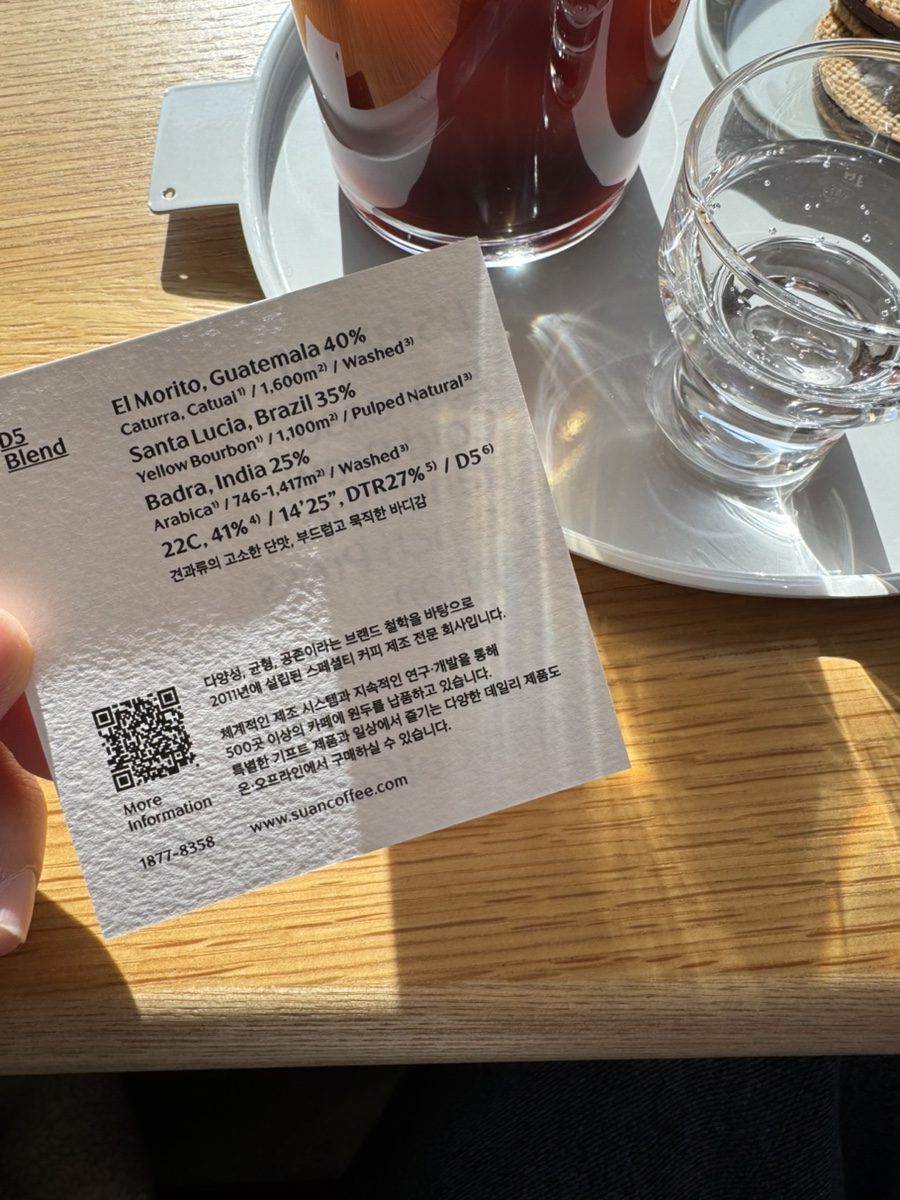 D5
Blend
El Morito, Guatemala 40%
Caturra, Catuai¹⁾ / 1,600m²⁾ / Washed³⁾
Santa Lucia, Brazil 35%
Yellow Bourbon¹⁾ / 1,100m²⁾ / Pulped Natural³⁾
Badra, India 25%
Arabica¹⁾ / 746-1,417m²⁾ / Washed³⁾
22C, 41%⁴⁾ / 14'25", DTR27%⁵⁾ / D5⁶⁾
견과류의 고소한 단맛, 부드럽고 묵직한 바디감
다양성, 균형, 공존이라는 브랜드 철학을 바탕으로
2011년에 설립된 스페셜티 커피 제조 전문 회사입니다.
체계적인 제조 시스템과 지속적인 연구·개발을 통해
500곳 이상의 카페에 원두를 납품하고 있습니다.
특별한 기프트 제품과 일상에서 즐기는 다양한 데일리 제품도
온·오프라인에서 구매하실 수 있습니다.
More
Information
1877-8358
www.suancoffee.com